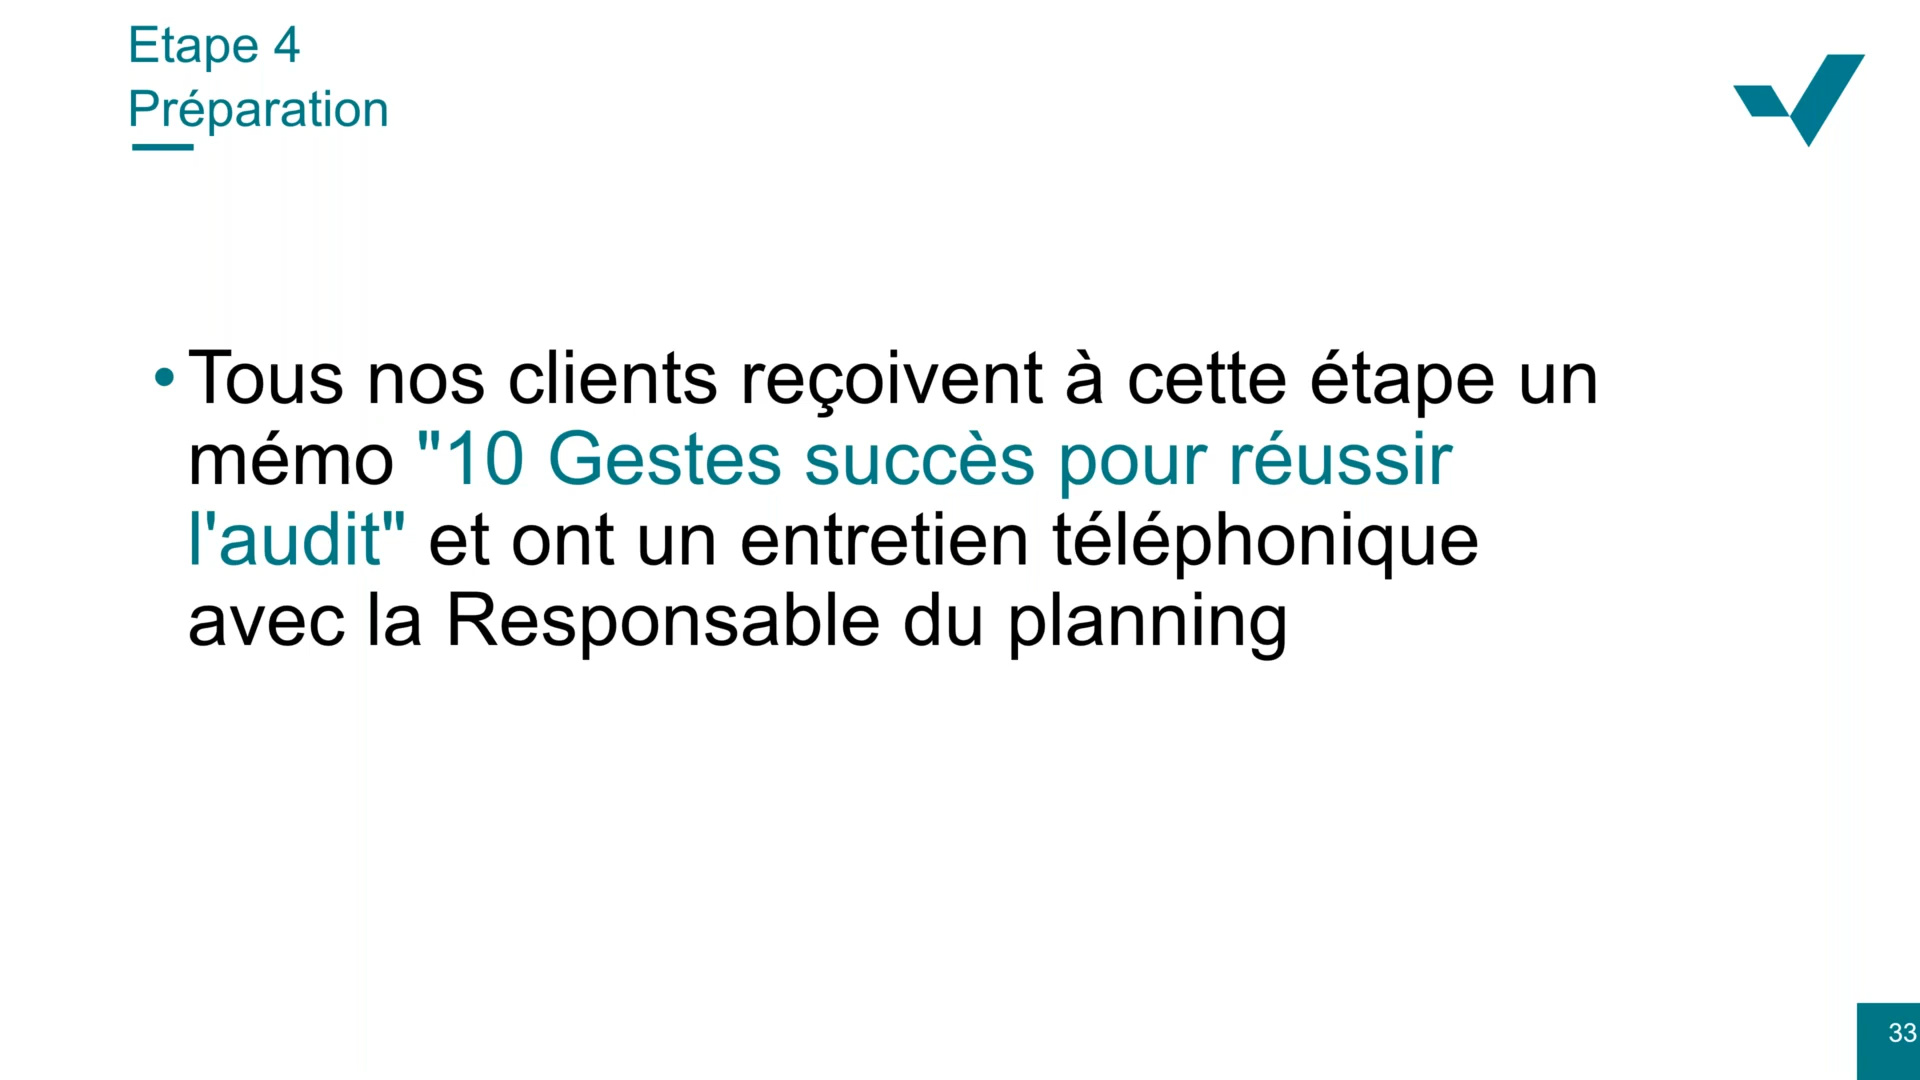 Etape 4
Préparation
• Tous nos clients reçoivent à cette étape un
mémo "10 Gestes succès pour réussir
l'audit" et ont un entretien téléphonique
avec la Responsable du planning
33